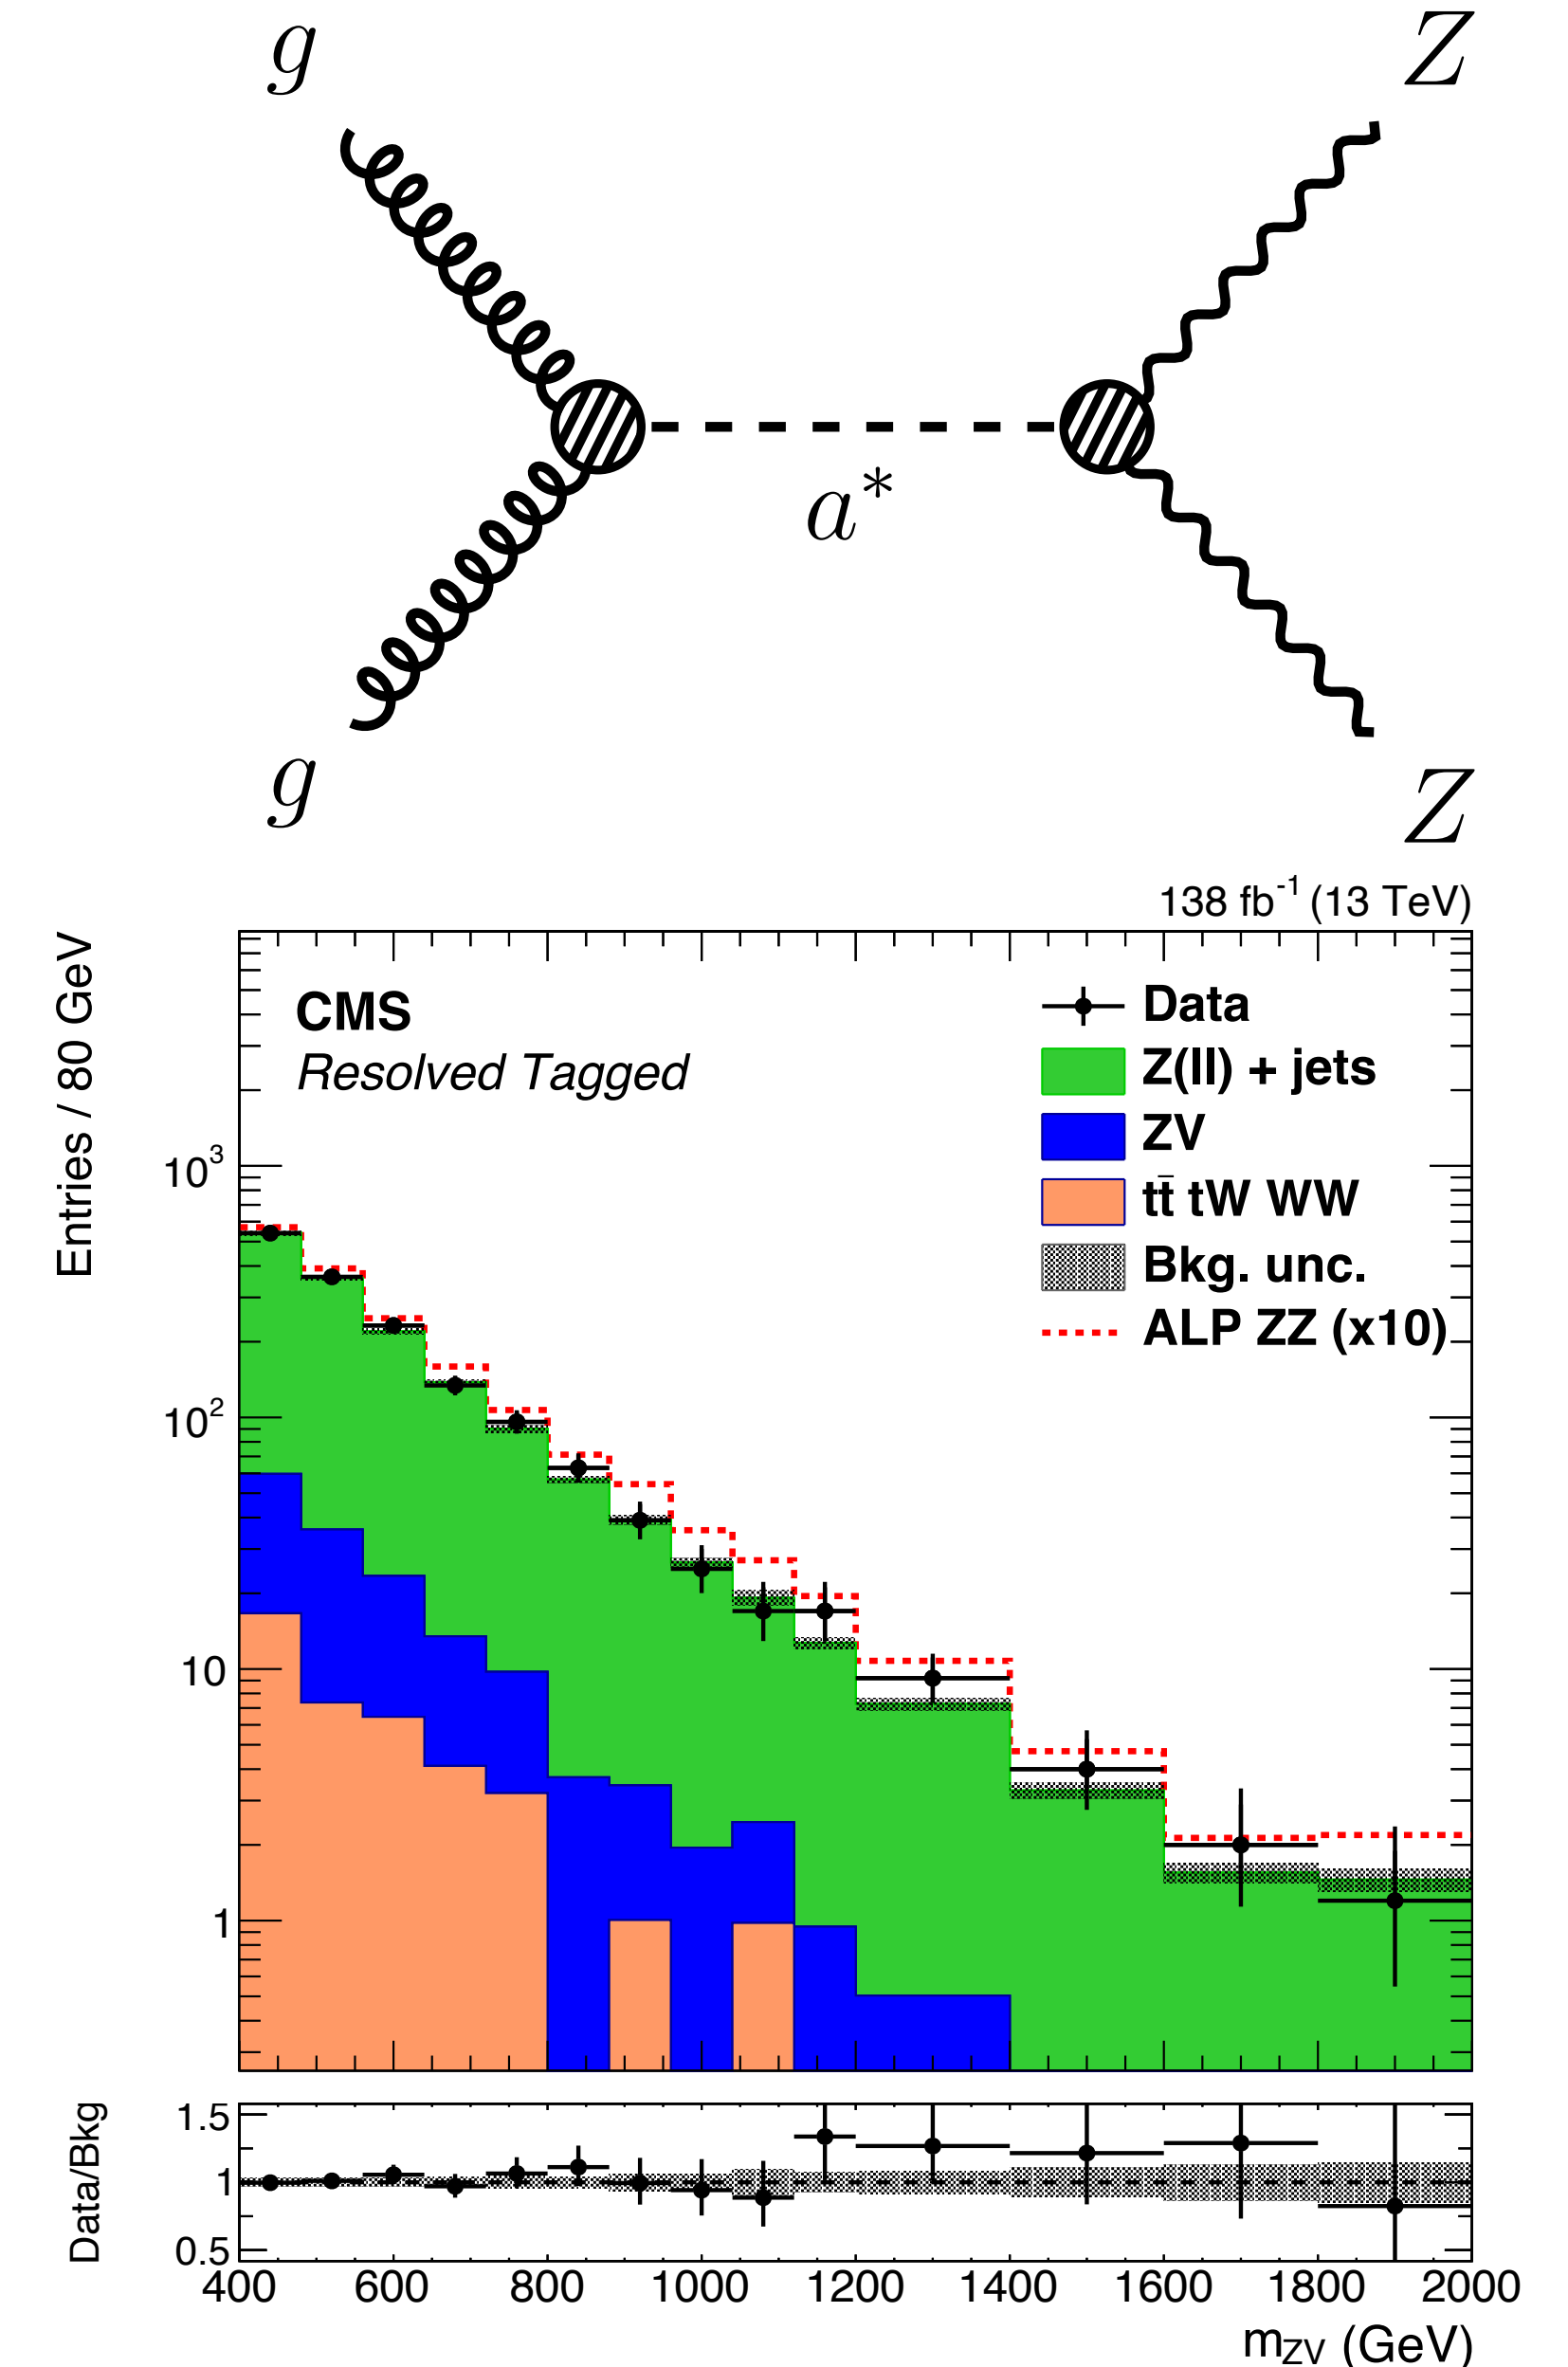 g
Z
a*
g
Z
138 fb⁻¹ (13 TeV)
Entries / 80 GeV
CMS
Resolved Tagged
Data
Z(ll) + jets
ZV
tt̄ tW WW
Bkg. unc.
ALP ZZ (x10)
10³
10²
10
1
Data/Bkg
1.5
1
0.5
400 600 800 1000 1200 1400 1600 1800 2000
m_ZV (GeV)